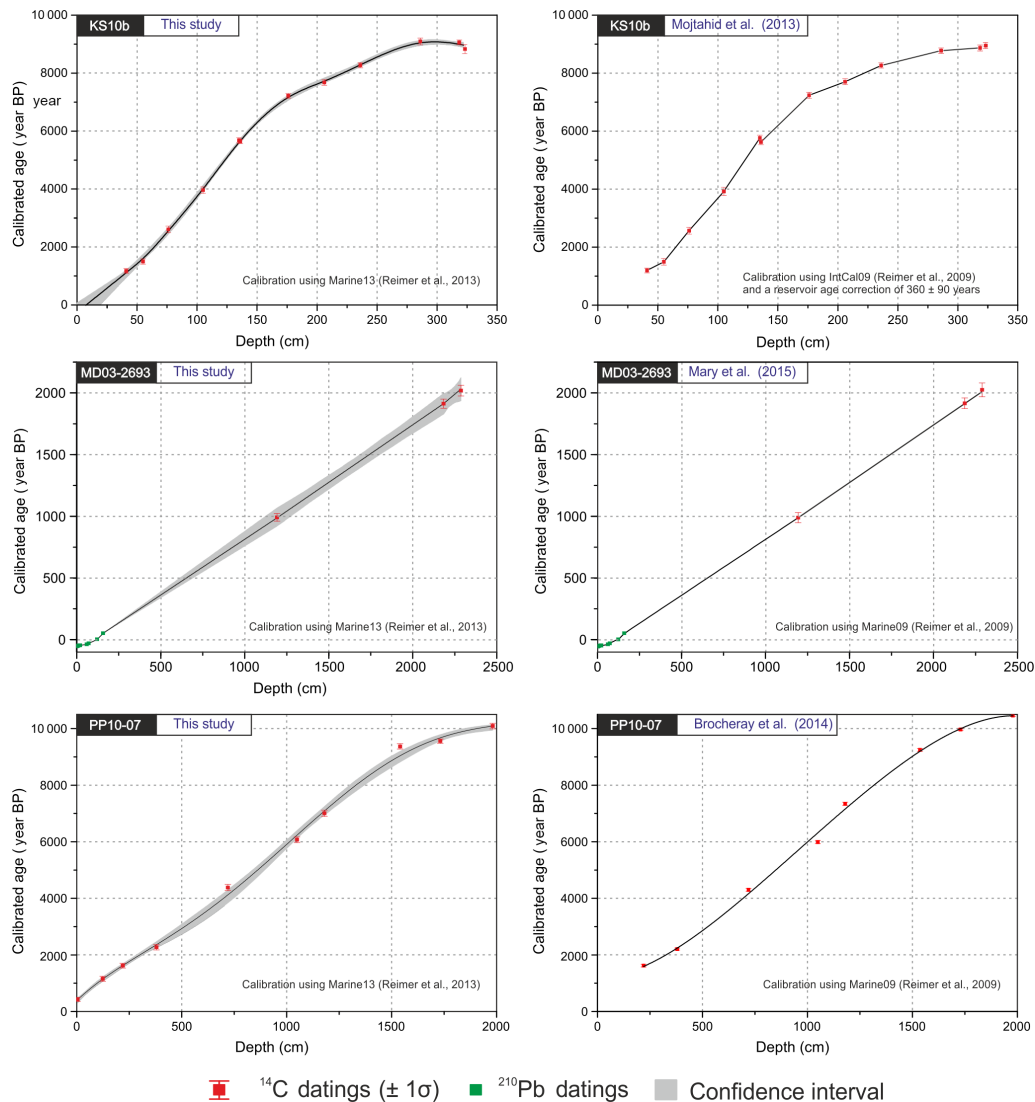 KS10b This study
10 000
8000
year
6000
4000
2000
0
Calibrated age ( year BP)
Calibration using Marine13 (Reimer et al., 2013)
0 50 100 150 200 250 300 350
Depth (cm)
KS10b Mojtahid et al. (2013)
10 000
8000
6000
4000
2000
0
Calibrated age ( year BP)
Calibration using IntCal09 (Reimer et al., 2009)
and a reservoir age correction of 360 ± 90 years
0 50 100 150 200 250 300 350
Depth (cm)
MD03-2693 This study
2000
1500
1000
500
0
Calibrated age ( year BP)
Calibration using Marine13 (Reimer et al., 2013)
0 500 1000 1500 2000 2500
Depth (cm)
MD03-2693 Mary et al. (2015)
2000
1500
1000
500
0
Calibrated age ( year BP)
Calibration using Marine09 (Reimer et al., 2009)
0 500 1000 1500 2000 2500
Depth (cm)
PP10-07 This study
10 000
8000
6000
4000
2000
0
Calibrated age ( year BP)
Calibration using Marine13 (Reimer et al., 2013)
0 500 1000 1500 2000
Depth (cm)
PP10-07 Brocheray et al. (2014)
10 000
8000
6000
4000
2000
0
Calibrated age ( year BP)
Calibration using Marine09 (Reimer et al., 2009)
0 500 1000 1500 2000
Depth (cm)
¹⁴C datings (± 1σ) ²¹⁰Pb datings Confidence interval